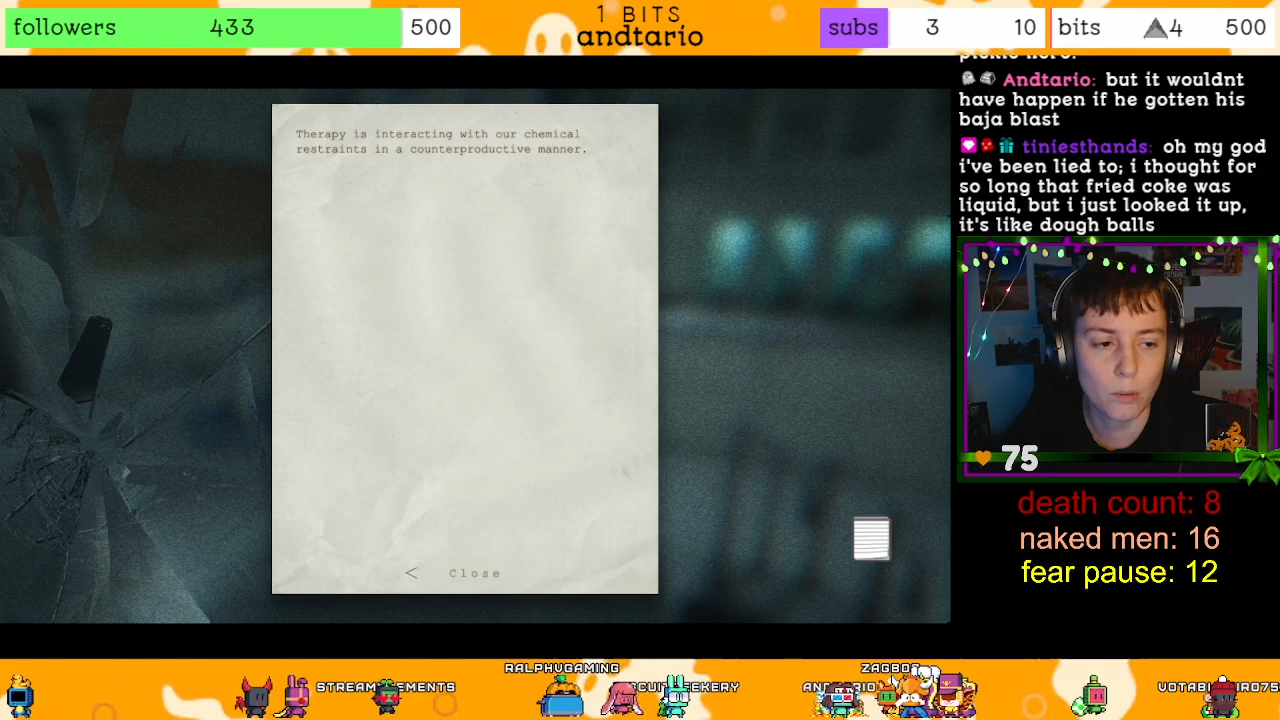 followers 433 500
1 BITS
andtario
subs 3 10
bits 4 500
Andtario: but it wouldnt
have happen if he gotten his
baja blast
tiniesthands: oh my god
i've been lied to; i thought for
so long that fried coke was
liquid, but i just looked it up,
it's like dough balls
Therapy is interacting with our chemical
restraints in a counterproductive manner.
< Close
75
death count: 8
naked men: 16
fear pause: 12
RALPHVGAMING